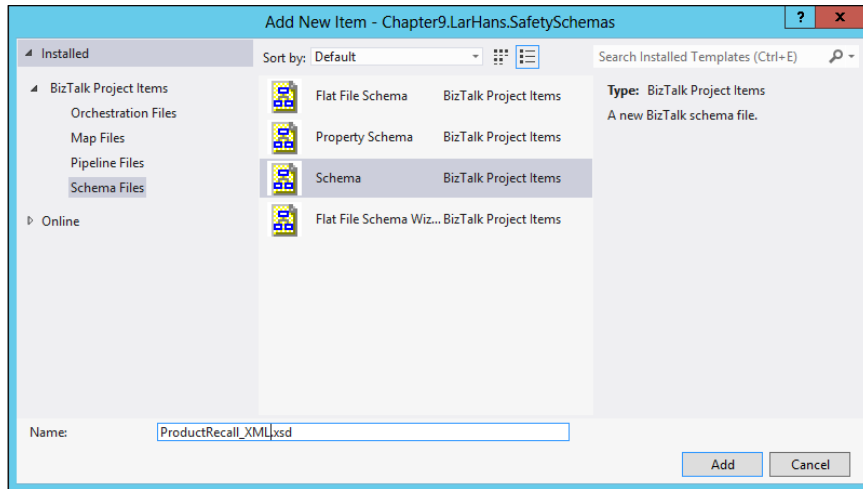 Add New Item - Chapter9.LarHans.SafetySchemas
? x
Installed
Sort by: Default
Search Installed Templates (Ctrl+E)
BizTalk Project Items
Orchestration Files
Map Files
Pipeline Files
Schema Files
Online
Flat File Schema BizTalk Project Items
Property Schema BizTalk Project Items
Schema BizTalk Project Items
Flat File Schema Wiz... BizTalk Project Items
Type: BizTalk Project Items
A new BizTalk schema file.
Name: ProductRecall_XML.xsd
Add Cancel